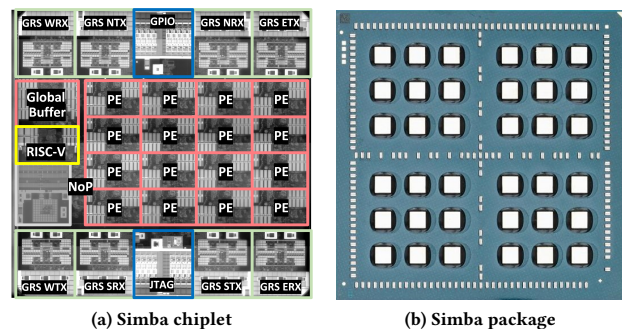 GRS WRX GRS NTX GPIO GRS NRX GRS ETX
Global
Buffer
PE PE PE PE
PE PE PE PE
RISC-V
PE PE PE PE
NoP
PE PE PE PE
GRS WTX GRS SRX JTAG GRS STX GRS ERX
(a) Simba chiplet
(b) Simba package